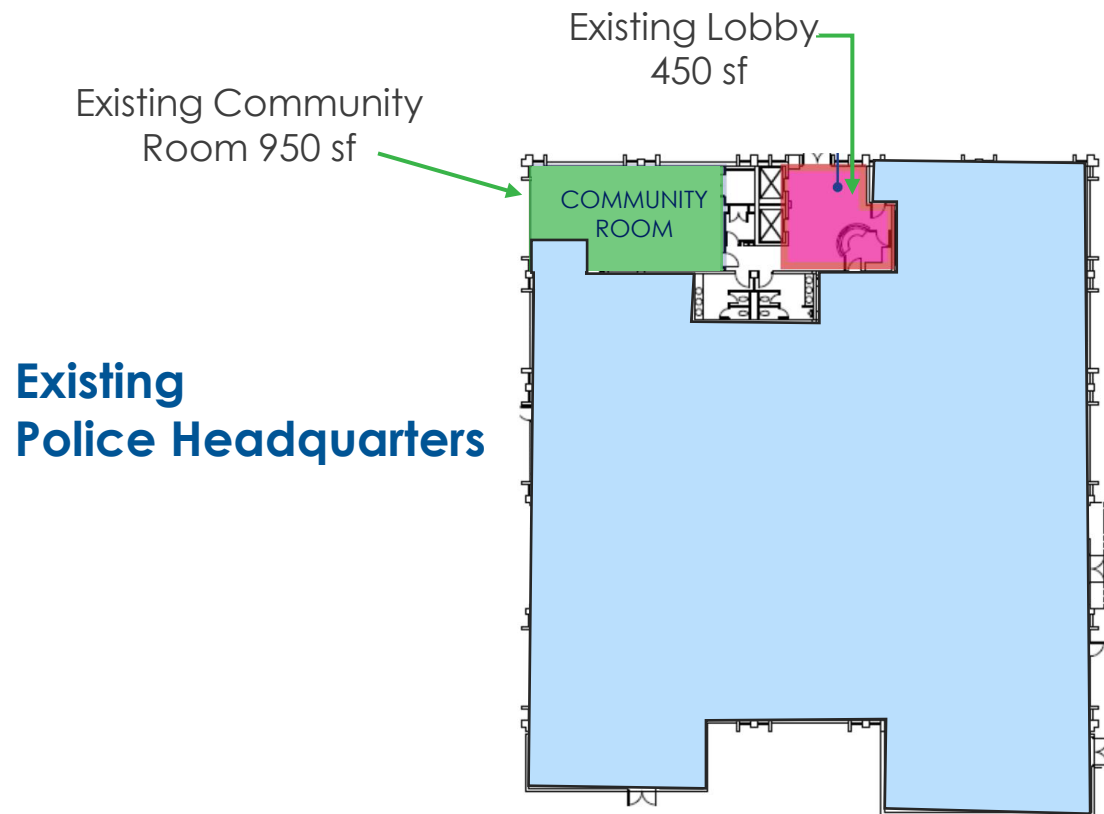 Existing Lobby
450 sf
Existing Community
Room 950 sf
COMMUNITY
ROOM
Existing
Police Headquarters